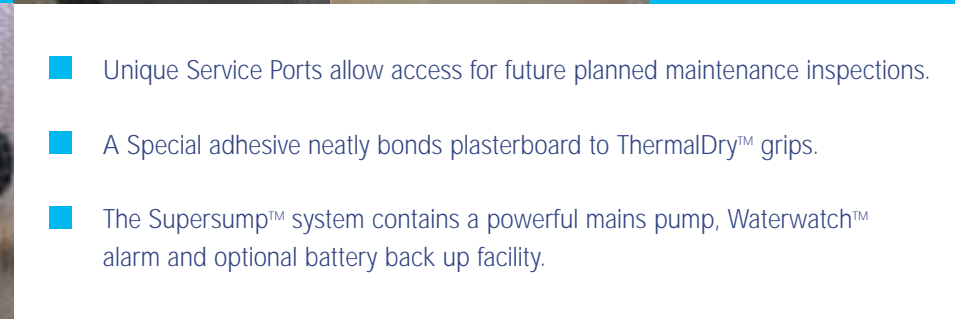 Unique Service Ports allow access for future planned maintenance inspections.
A Special adhesive neatly bonds plasterboard to ThermalDry™ grips.
The Supersump™ system contains a powerful mains pump, Waterwatch™
alarm and optional battery back up facility.